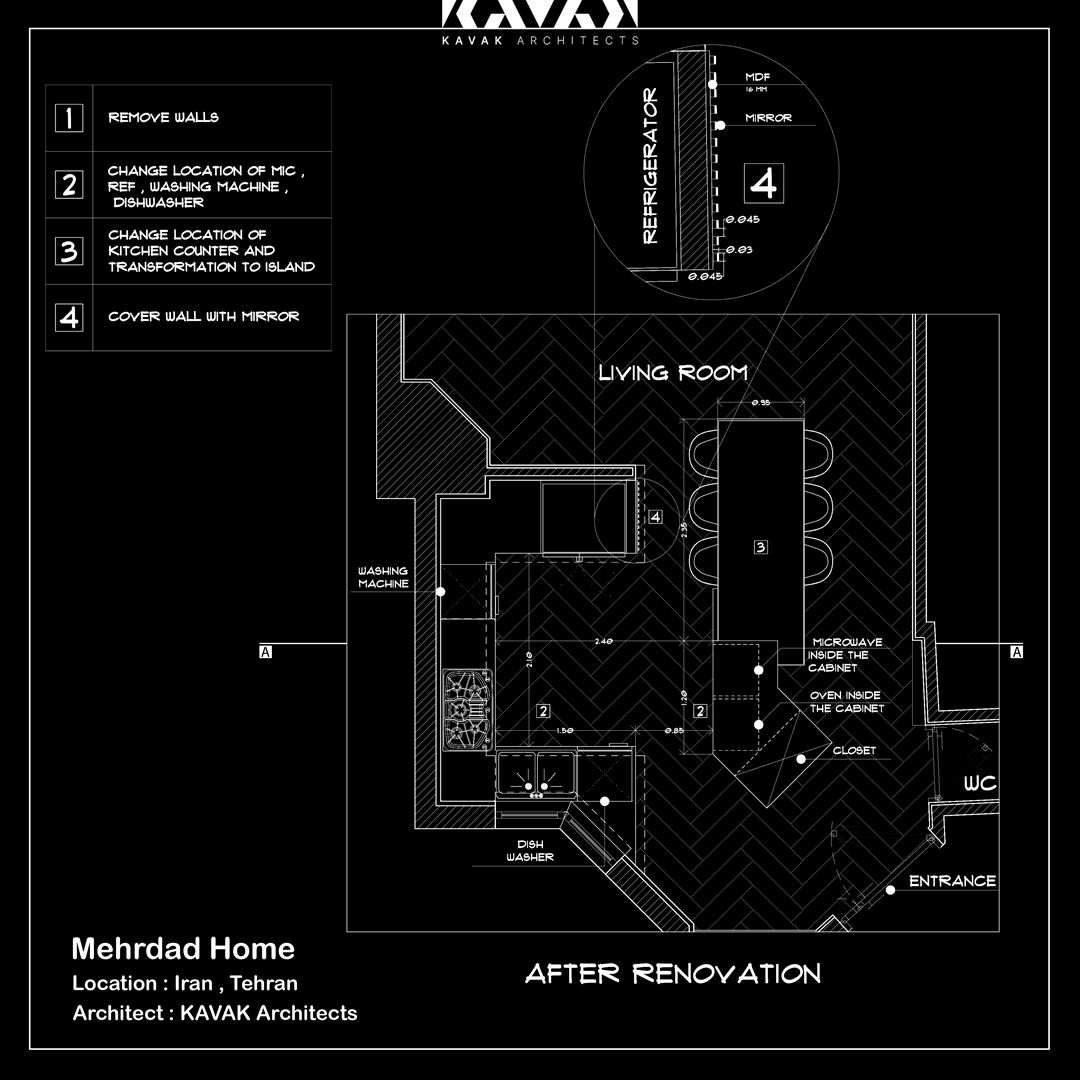 KAVAK
KAVAK ARCHITECTS
1 REMOVE WALLS
2 CHANGE LOCATION OF MIC ,
REF , WASHING MACHINE ,
DISHWASHER
3 CHANGE LOCATION OF
KITCHEN COUNTER AND
TRANSFORMATION TO ISLAND
4 COVER WALL WITH MIRROR
REFRIGERATOR
MDF
16 MM
MIRROR
4
0.045
0.03
0.045
LIVING ROOM
0.95
4
2.35
3
WASHING
MACHINE
2.40
2.10
MICROWAVE
INSIDE THE
CABINET
A
A
OVEN INSIDE
THE CABINET
1.20
2
2
1.50
0.85
CLOSET
WC
DISH
WASHER
ENTRANCE
Mehrdad Home
Location : Iran , Tehran
Architect : KAVAK Architects
AFTER RENOVATION